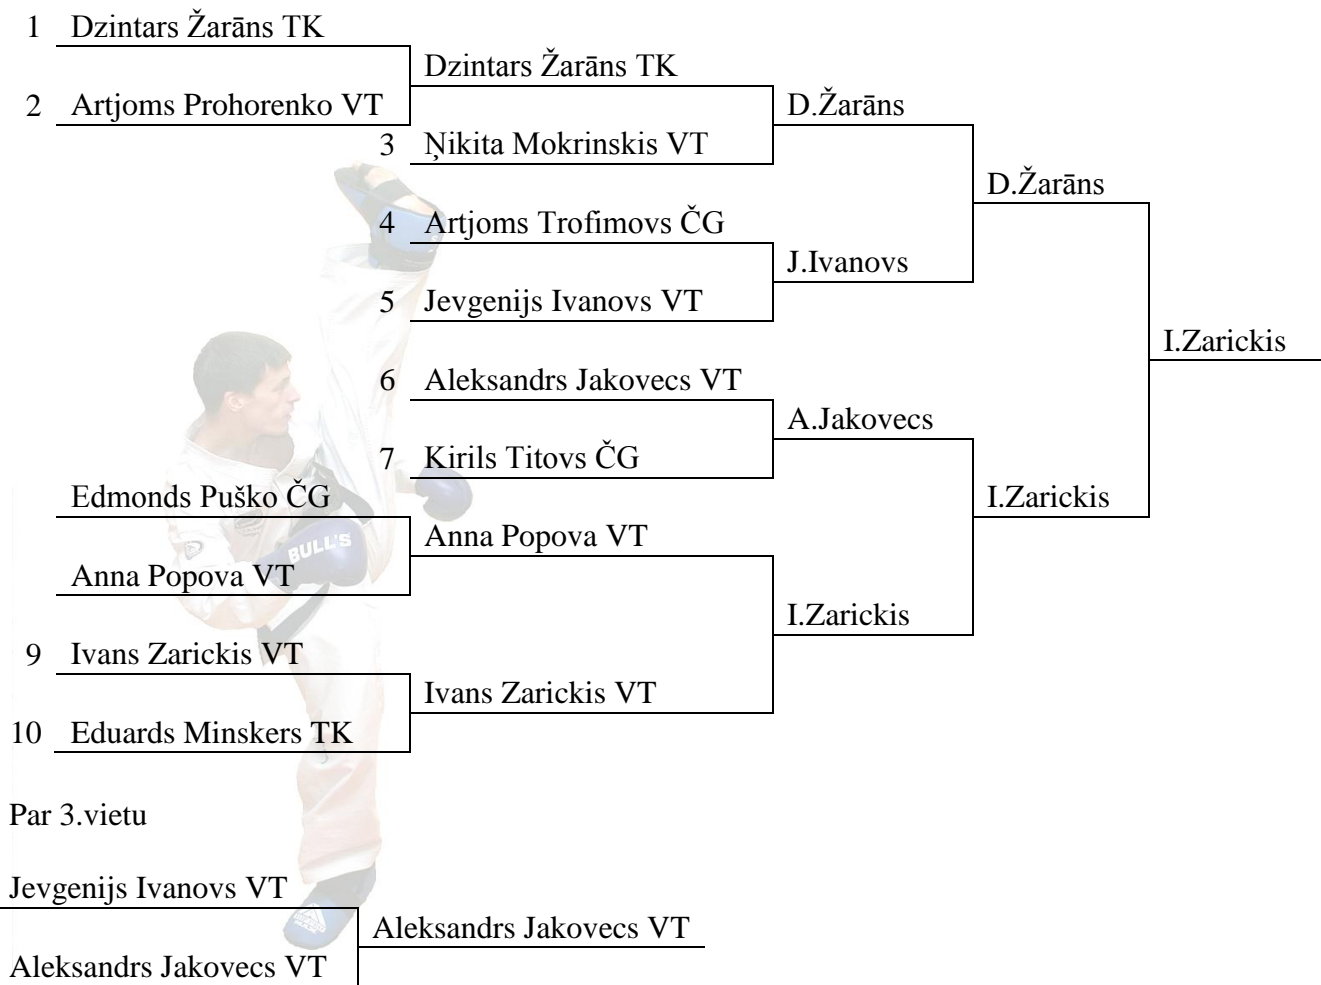 1 Dzintars Žarāns TK
Dzintars Žarāns TK
2 Artjoms Prohorenko VT
D.Žarāns
3 Ņikita Mokrinskis VT
D.Žarāns
4 Artjoms Trofimovs ČG
J.Ivanovs
5 Jevgenijs Ivanovs VT
I.Zarickis
6 Aleksandrs Jakovecs VT
A.Jakovecs
7 Kirils Titovs ČG
Edmonds Puško ČG
I.Zarickis
Anna Popova VT
BULL'S
Anna Popova VT
I.Zarickis
9 Ivans Zarickis VT
Ivans Zarickis VT
10 Eduards Minskers TK
Par 3.vietu
Jevgenijs Ivanovs VT
Aleksandrs Jakovecs VT
Aleksandrs Jakovecs VT